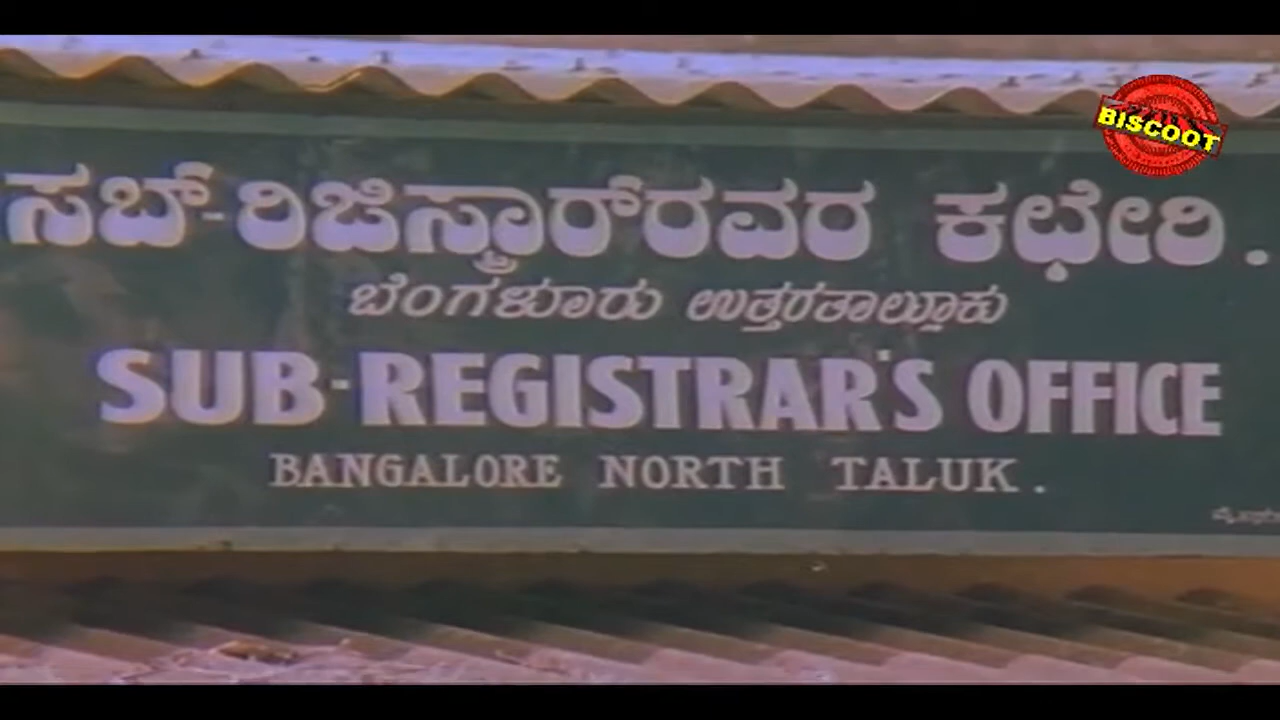 BISCOOT
ಸಬ್-ರಿಜಿಸ್ಟ್ರಾರ್‌ರವರ ಕಛೇರಿ.
ಬೆಂಗಳೂರು ಉತ್ತರತಾಲ್ಲೂಕು
SUB-REGISTRAR'S OFFICE
BANGALORE NORTH TALUK.